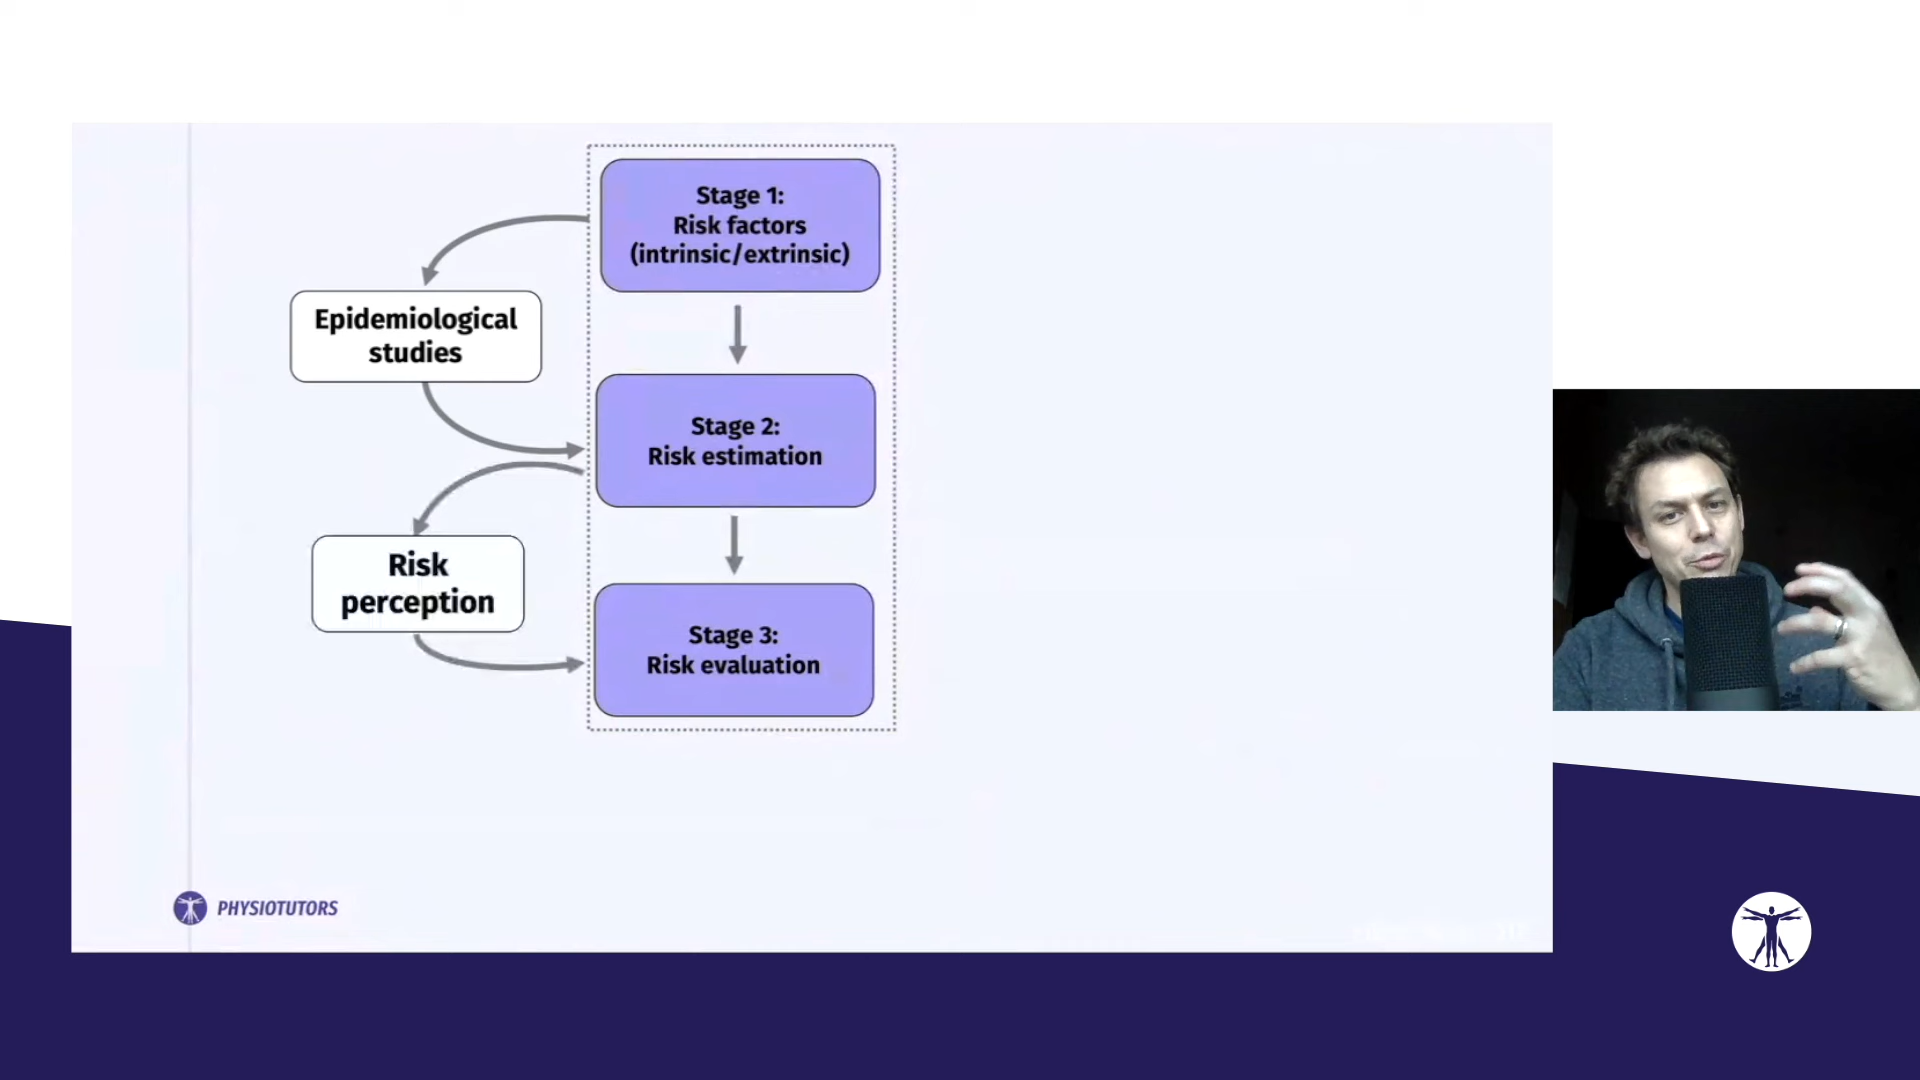 Stage 1:
Risk factors
(intrinsic/extrinsic)
Epidemiological
studies
Stage 2:
Risk estimation
Risk
perception
Stage 3:
Risk evaluation
PHYSIOTUTORS